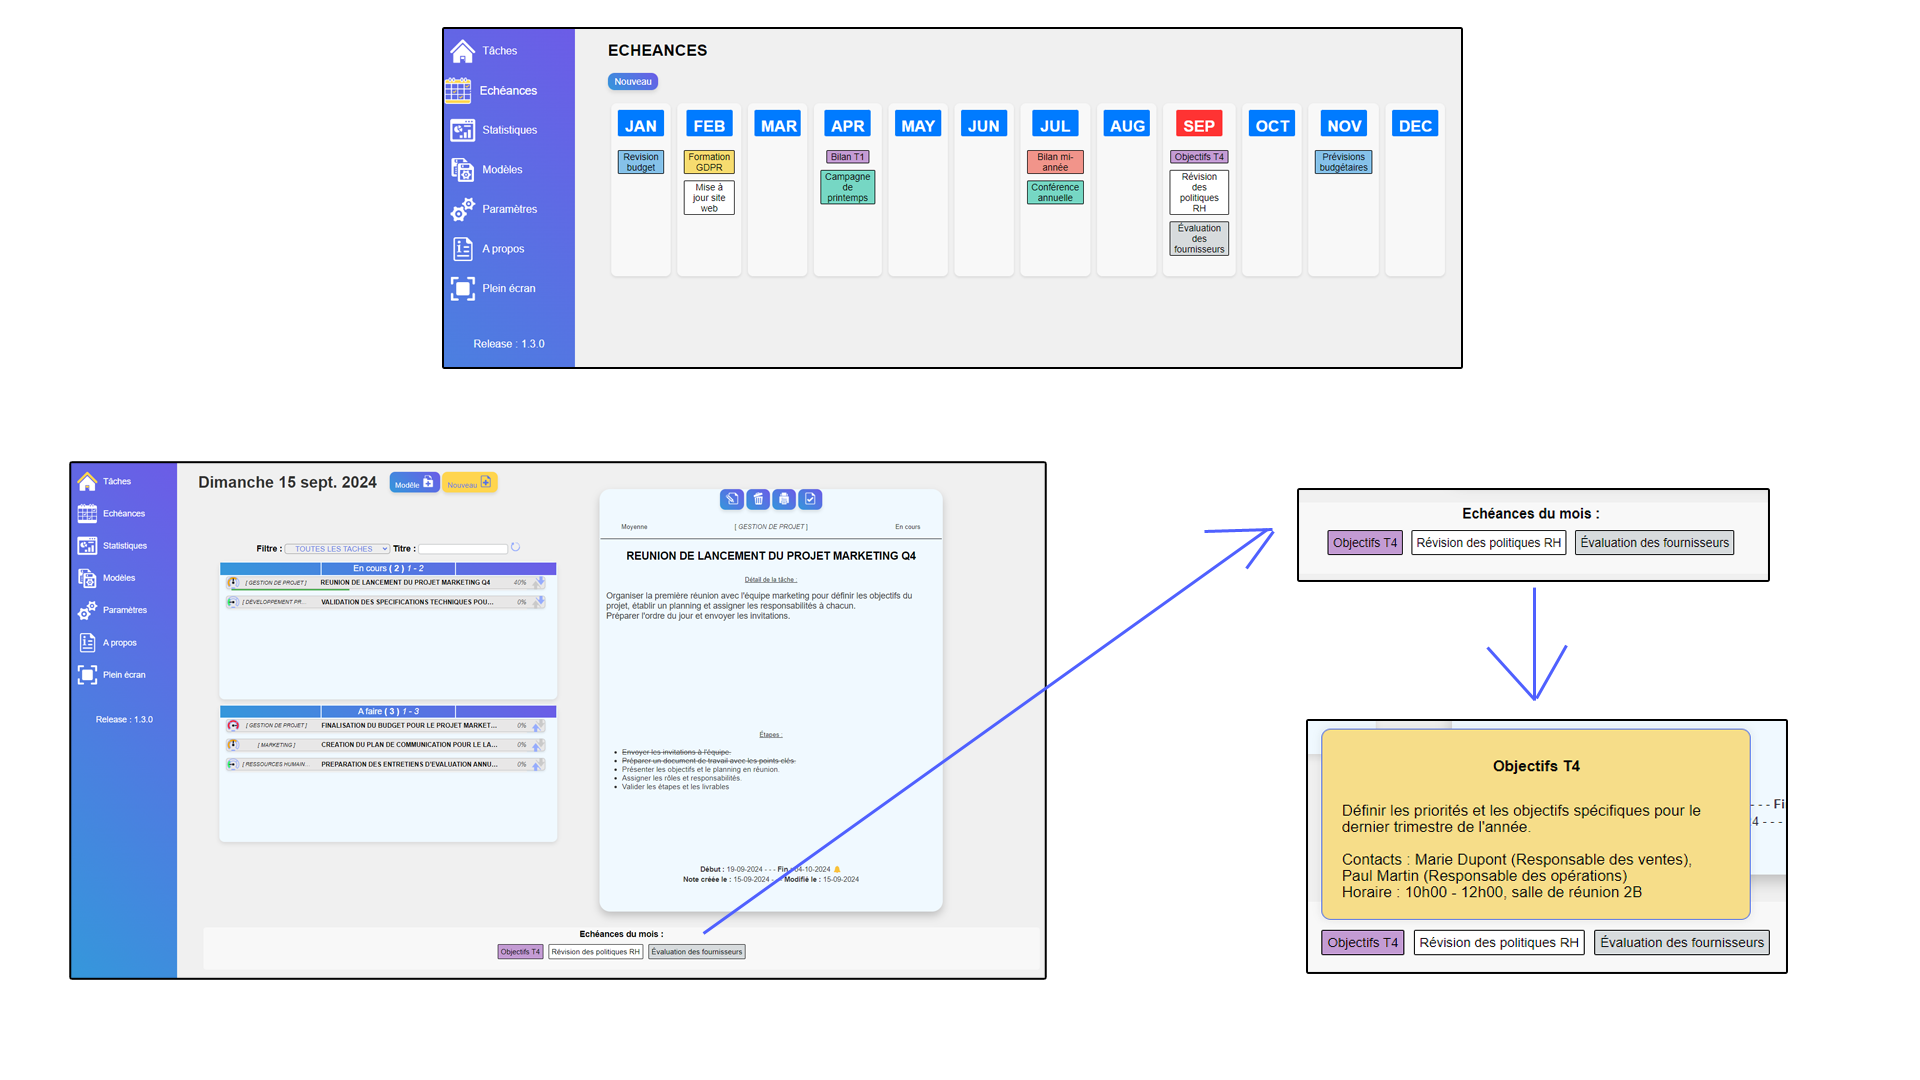 Tâches
Echéances
Statistiques
Modèles
Paramètres
A propos
Plein écran
Release : 1.3.0
ECHEANCES
Nouveau
JAN
Revision
budget
FEB
Formation
GDPR
Mise à
jour site
web
MAR
APR
Bilan T1
Campagne
de
printemps
MAY
JUN
JUL
Bilan mi-
année
Conférence
annuelle
AUG
SEP
Objectifs T4
Révision
des
politiques
RH
Évaluation
des
fournisseurs
OCT
NOV
Prévisions
budgétaires
DEC
Tâches
Echéances
Statistiques
Modèles
Paramètres
A propos
Plein écran
Release : 1.3.0
Dimanche 15 sept. 2024
Modèle
Nouveau
Filtre : TOUTES LES TACHES Titre :
En cours ( 2 ) 1 - 2
[ GESTION DE PROJET ] REUNION DE LANCEMENT DU PROJET MARKETING Q4 40%
[ DEVELOPPEMENT PR... VALIDATION DES SPECIFICATIONS TECHNIQUES POU... 0%
A faire ( 3 ) 1 - 3
[ GESTION DE PROJET ] FINALISATION DU BUDGET POUR LE PROJET MARKET... 0%
[ MARKETING ] CREATION DU PLAN DE COMMUNICATION POUR LE LA... 0%
[ RESSOURCES HUMAIN... PREPARATION DES ENTRETIENS D'EVALUATION ANNU... 0%
Moyenne [ GESTION DE PROJET ] En cours
REUNION DE LANCEMENT DU PROJET MARKETING Q4
Détail de la tâche :
Organiser la première réunion avec l'équipe marketing pour définir les objectifs du
projet, établir un planning et assigner les responsabilités à chacun.
Préparer l'ordre du jour et envoyer les invitations.
Étapes :
Envoyer les invitations à l'équipe.
Préparer un document de travail avec les points clés.
Présenter les objectifs et le planning en réunion.
Assigner les rôles et responsabilités.
Valider les étapes et les livrables
Début : 19-09-2024 - - - Fin : 04-10-2024
Note créée le : 15-09-2024 - - - Modifié le : 15-09-2024
Echéances du mois :
Objectifs T4 Révision des politiques RH Évaluation des fournisseurs
Echéances du mois :
Objectifs T4 Révision des politiques RH Évaluation des fournisseurs
Objectifs T4
Définir les priorités et les objectifs spécifiques pour le
dernier trimestre de l'année.
Contacts : Marie Dupont (Responsable des ventes),
Paul Martin (Responsable des opérations)
Horaire : 10h00 - 12h00, salle de réunion 2B
- - - Fi
4 - - -
Objectifs T4 Révision des politiques RH Évaluation des fournisseurs